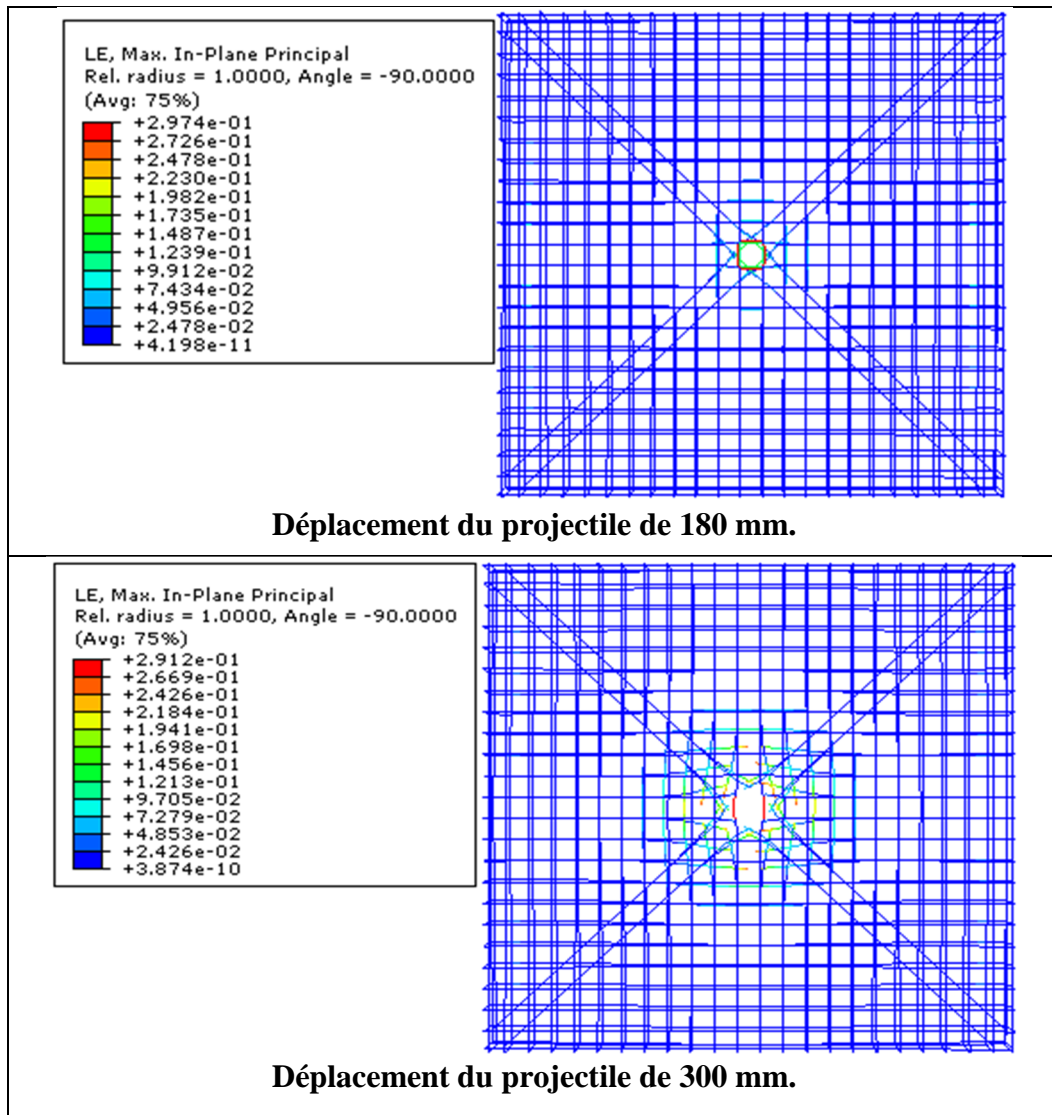 LE, Max. In-Plane Principal
Rel. radius = 1.0000, Angle = -90.0000
(Avg: 75%)
+2.974e-01
+2.726e-01
+2.478e-01
+2.230e-01
+1.982e-01
+1.735e-01
+1.487e-01
+1.239e-01
+9.912e-02
+7.434e-02
+4.956e-02
+2.478e-02
+4.198e-11
Déplacement du projectile de 180 mm.
LE, Max. In-Plane Principal
Rel. radius = 1.0000, Angle = -90.0000
(Avg: 75%)
+2.912e-01
+2.669e-01
+2.426e-01
+2.184e-01
+1.941e-01
+1.698e-01
+1.456e-01
+1.213e-01
+9.705e-02
+7.279e-02
+4.853e-02
+2.426e-02
+3.874e-10
Déplacement du projectile de 300 mm.